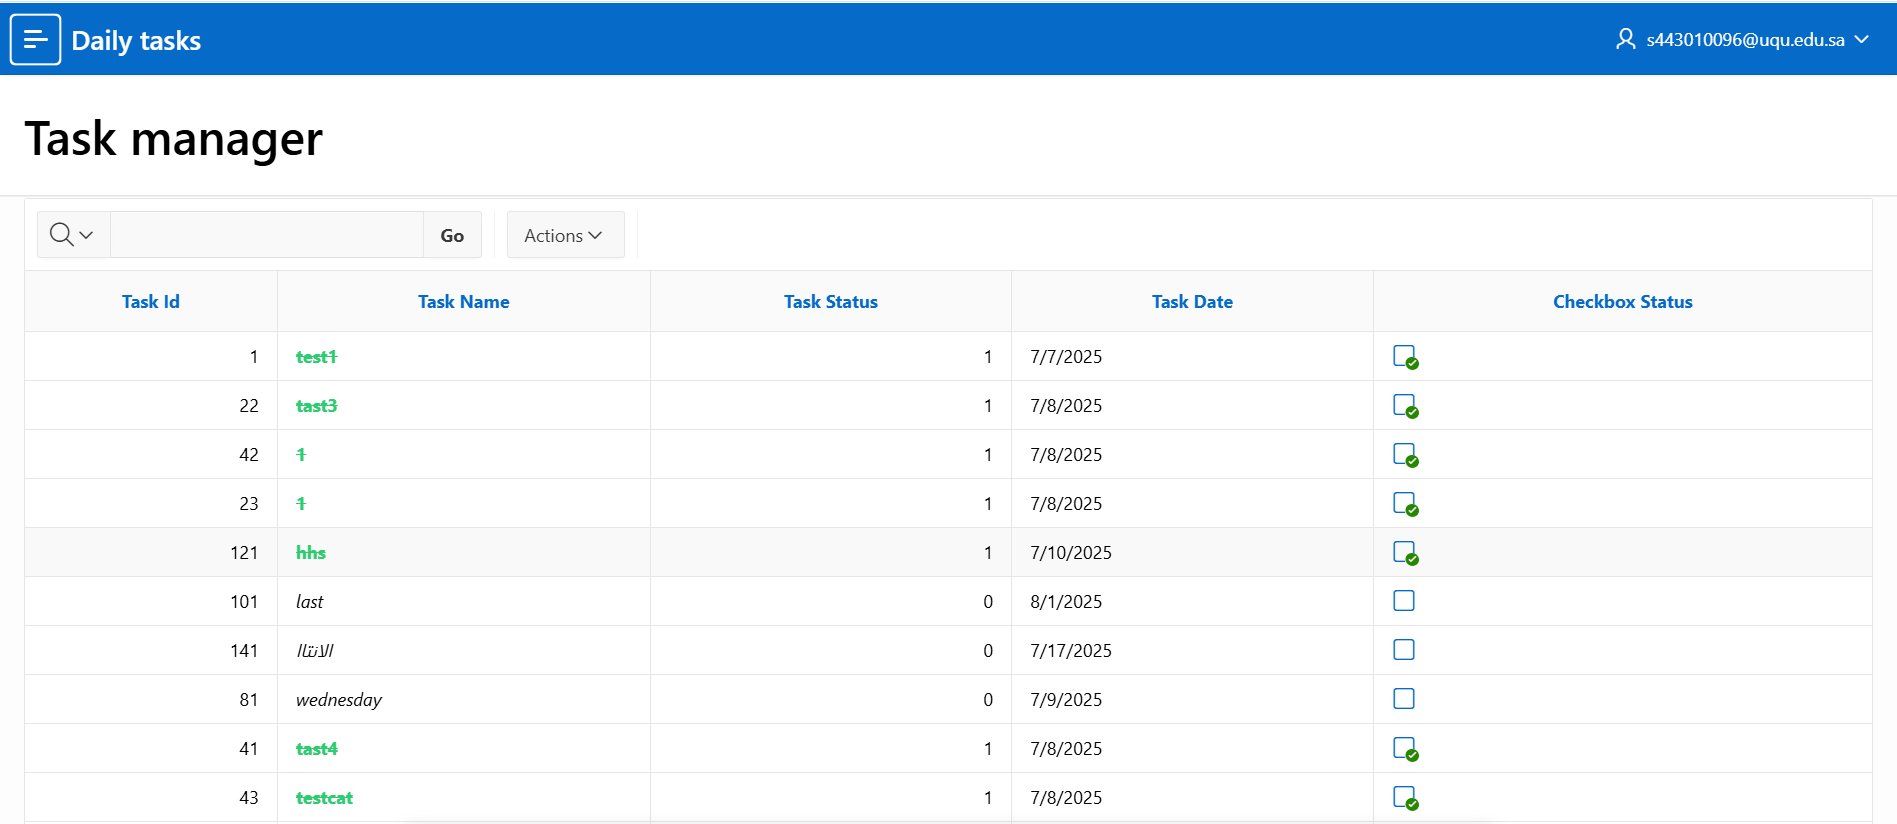 Daily tasks
s443010096@uqu.edu.sa
Task manager
Go
Actions
Task Id Task Name Task Status Task Date Checkbox Status
1 test1 1 7/7/2025
22 tast3 1 7/8/2025
42 1 1 7/8/2025
23 1 1 7/8/2025
121 hhs 1 7/10/2025
101 last 0 8/1/2025
141 الانتاا 0 7/17/2025
81 wednesday 0 7/9/2025
41 tast4 1 7/8/2025
43 testcat 1 7/8/2025